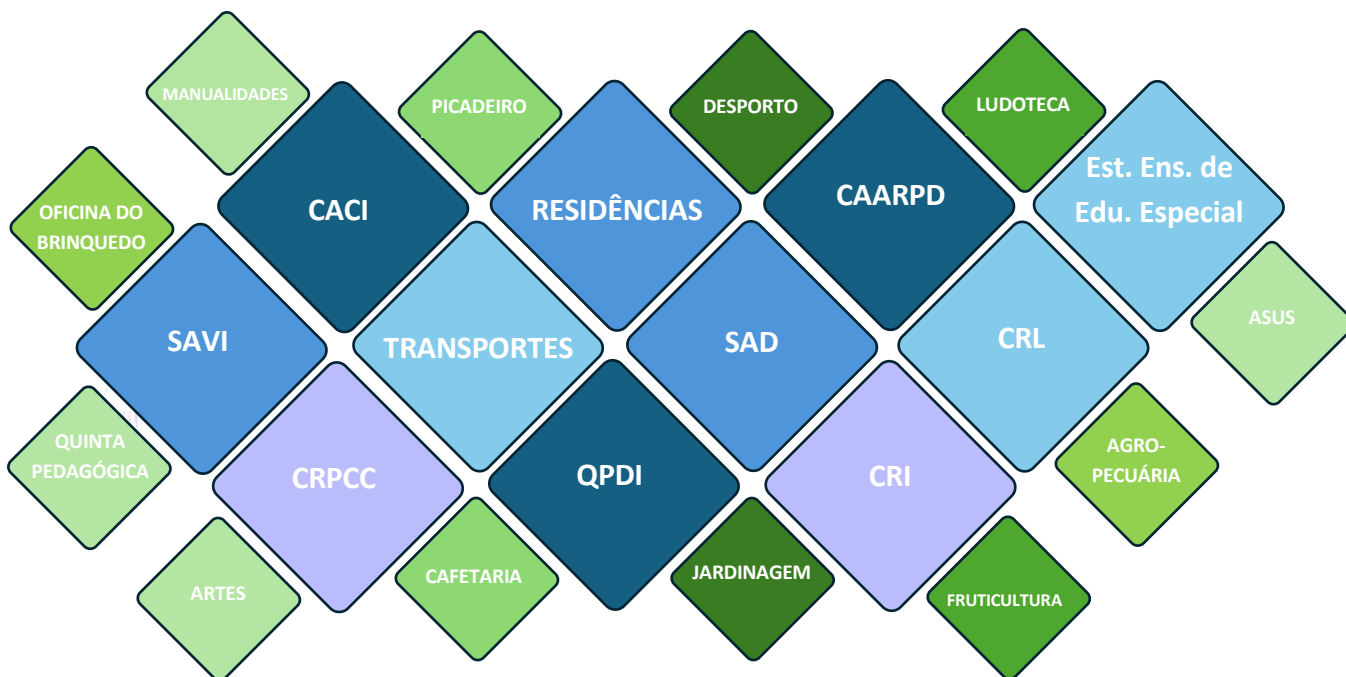 MANUALIDADES
PICADEIRO
DESPORTO
LUDOTECA
CACI
RESIDÊNCIAS
CAARPD
Est. Ens. de
Edu. Especial
OFICINA DO
BRINQUEDO
SAVI
TRANSPORTES
SAD
CRL
ASUS
QUINTA
PEDAGÓGICA
CRPCC
QPDI
CRI
AGRO-
PECUÁRIA
ARTES
CAFETARIA
JARDINAGEM
FRUTICULTURA